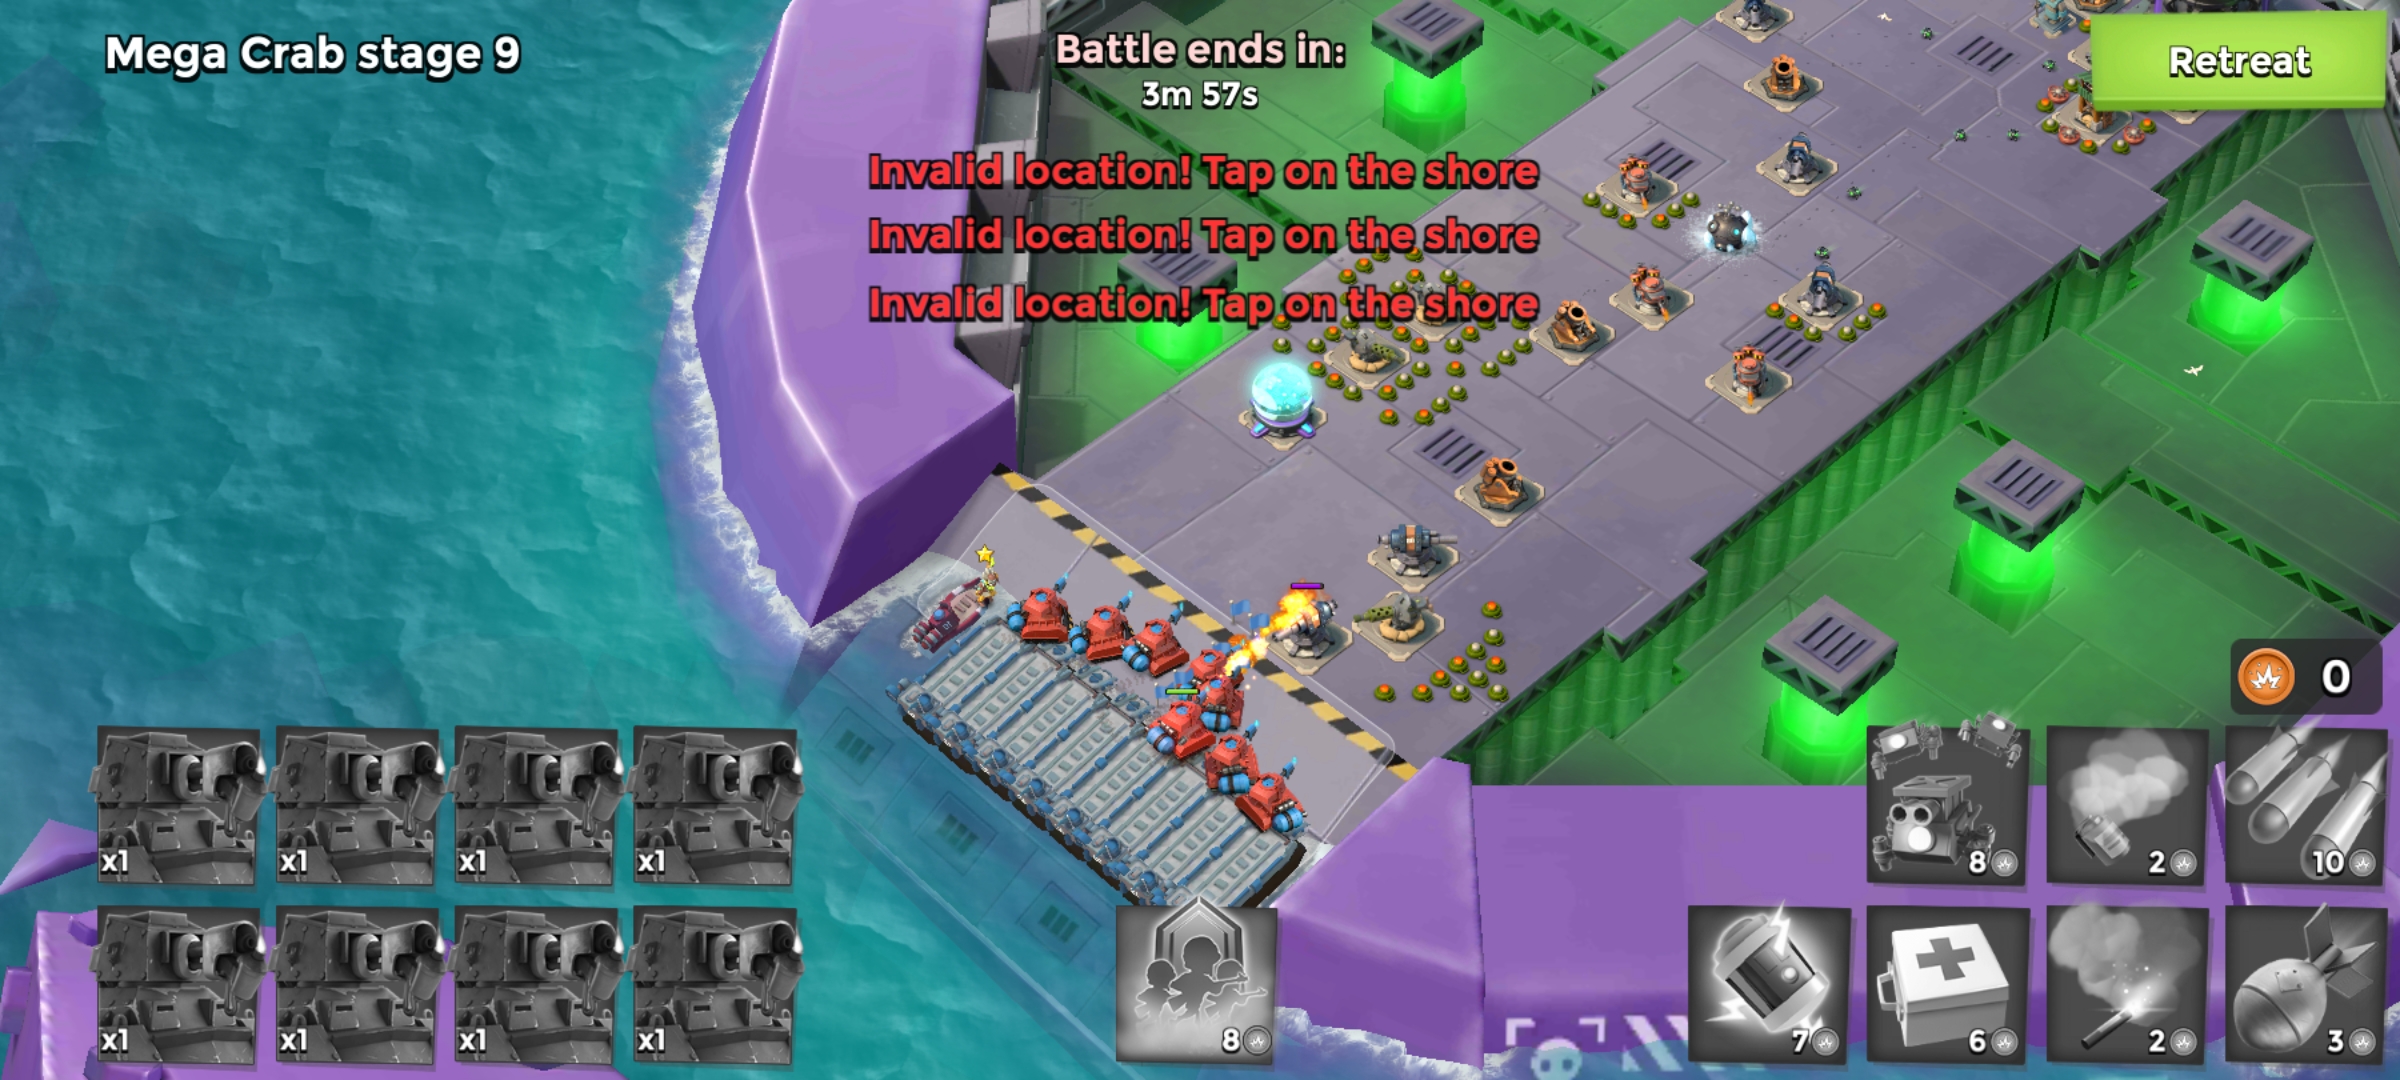 Mega Crab stage 9
Battle ends in:
3m 57s
Retreat
Invalid location! Tap on the shore
Invalid location! Tap on the shore
Invalid location! Tap on the shore
0
x1
x1
x1
x1
8
2
10
x1
x1
x1
x1
8
7
6
2
3